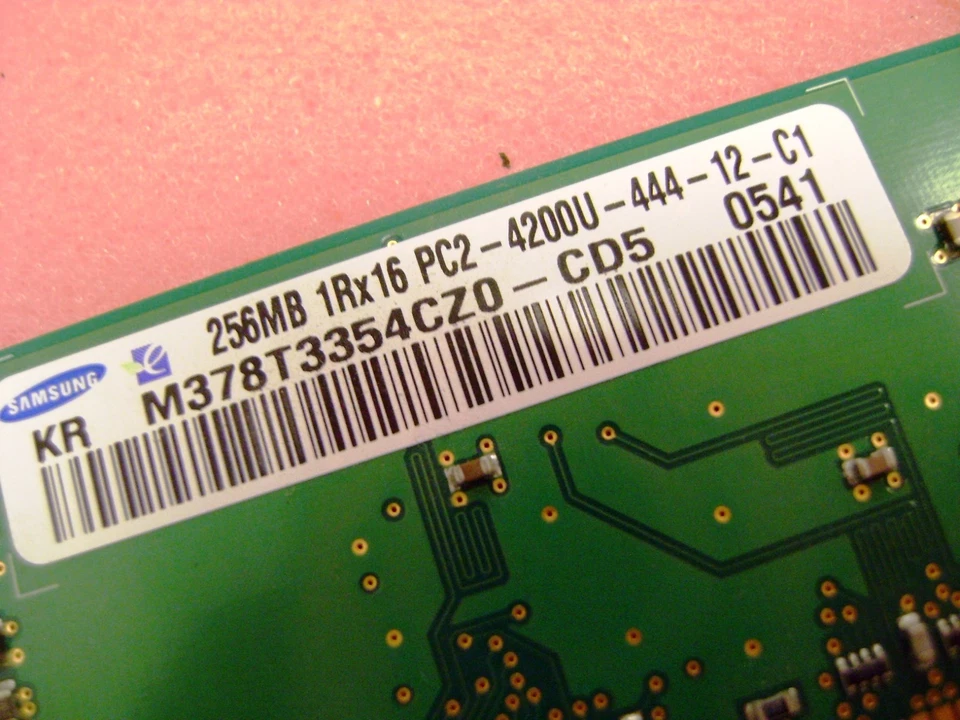 256MB 1Rx16 PC2-4200U-444-12-C1
SAMSUNG M378T3354CZ0-CD5 0541
KR